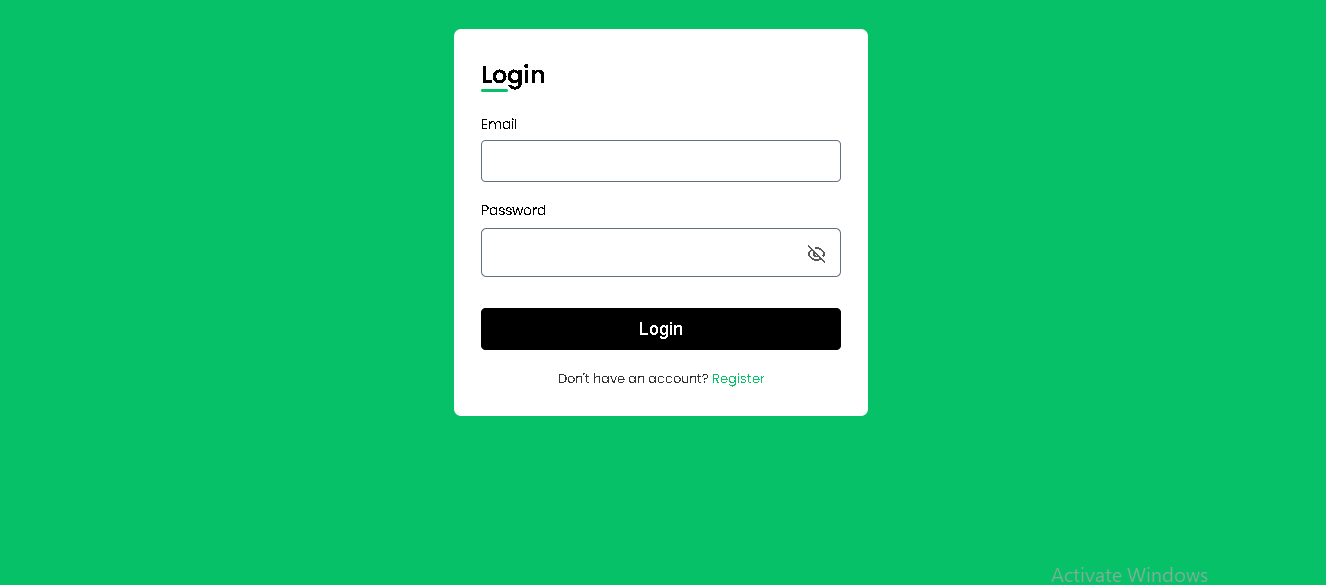 Login
Email
Password
Login
Don't have an account? Register
Activate Windows